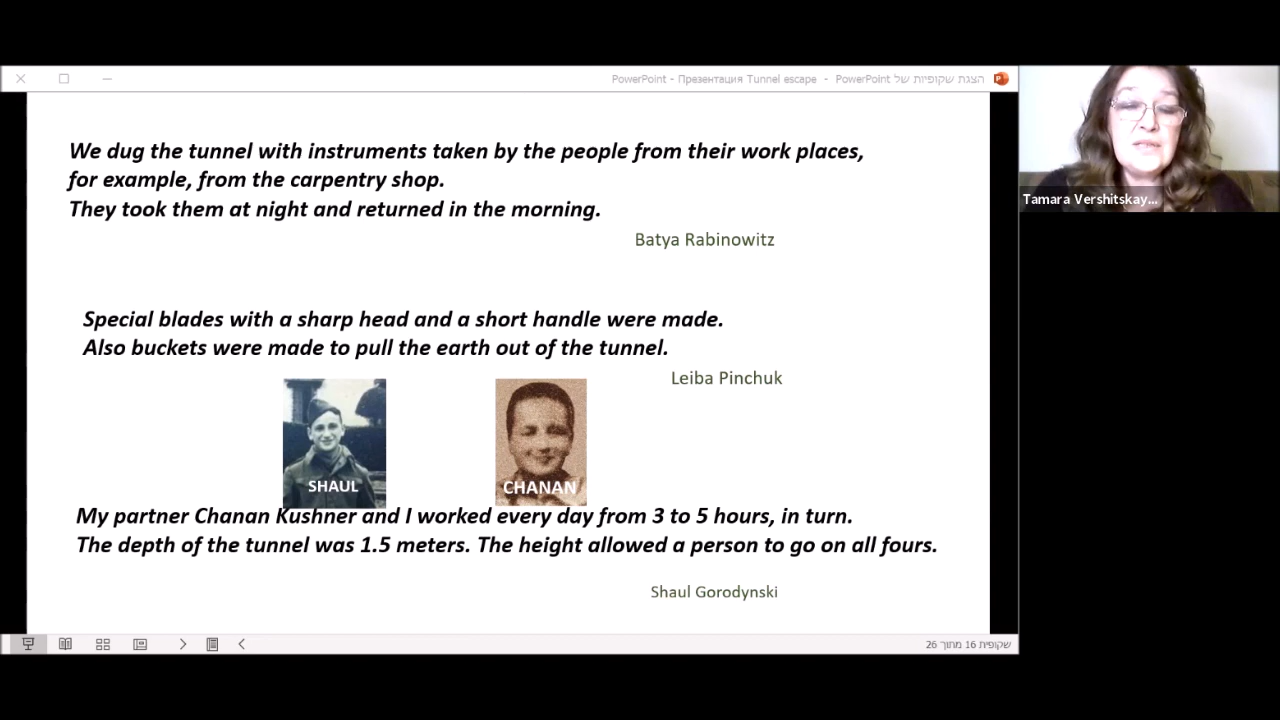 PowerPoint - Презентация Tunnel escape - PowerPoint הצגת שקופיות של
We dug the tunnel with instruments taken by the people from their work places,
for example, from the carpentry shop.
They took them at night and returned in the morning.
Batya Rabinowitz
Special blades with a sharp head and a short handle were made.
Also buckets were made to pull the earth out of the tunnel.
Leiba Pinchuk
SHAUL
CHANAN
My partner Chanan Kushner and I worked every day from 3 to 5 hours, in turn.
The depth of the tunnel was 1.5 meters. The height allowed a person to go on all fours.
Shaul Gorodynski
שקופית 16 מתוך 26
Tamara Vershitskay...